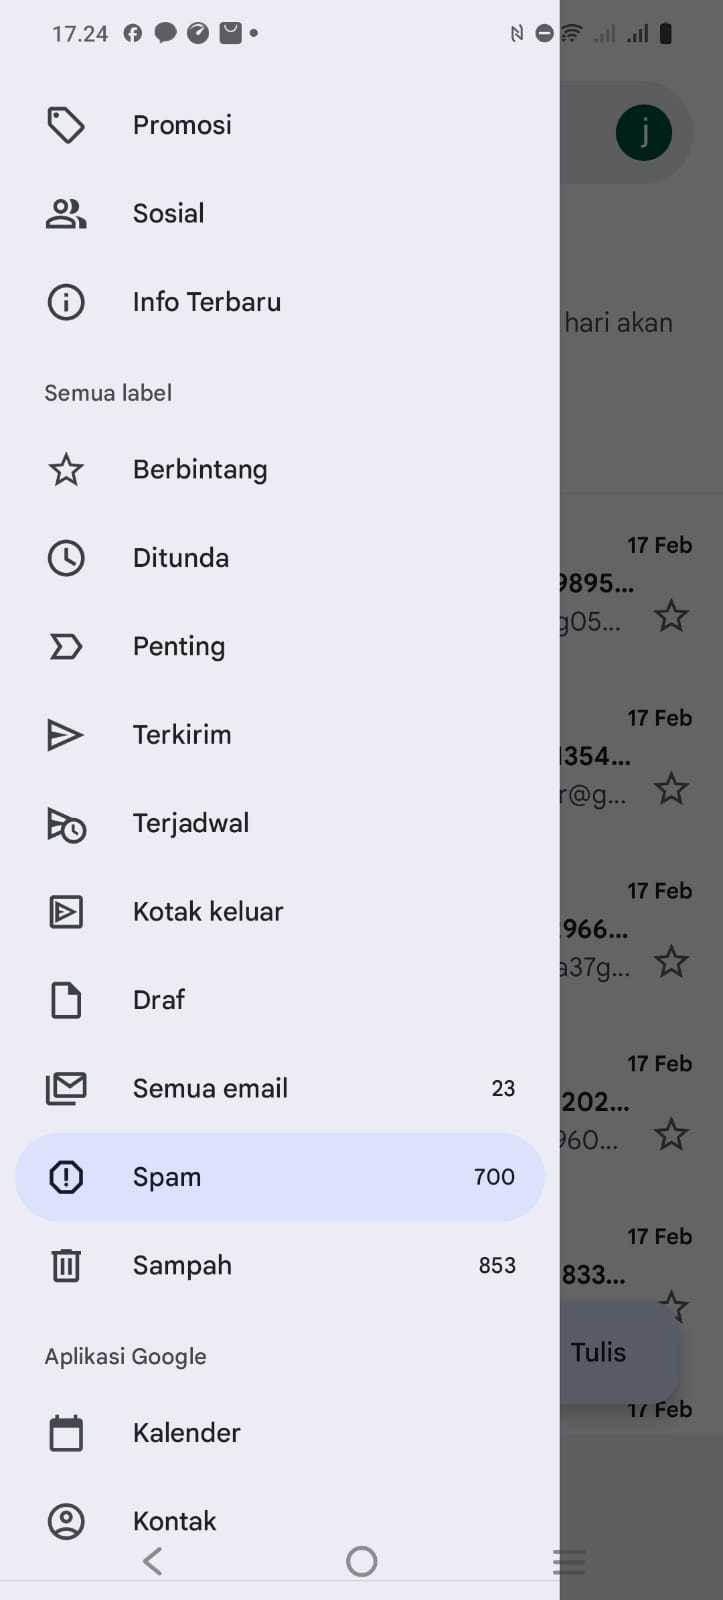 17.24
Promosi
j
Sosial
Info Terbaru
hari akan
Semua label
Berbintang
17 Feb
9895...
g05...
Ditunda
Penting
17 Feb
1354...
r@g...
Terkirim
Terjadwal
17 Feb
966...
a37g...
Kotak keluar
Draf
17 Feb
202...
960...
Semua email 23
Spam 700
17 Feb
833...
Sampah 853
Aplikasi Google
Tulis
17 Feb
Kalender
Kontak